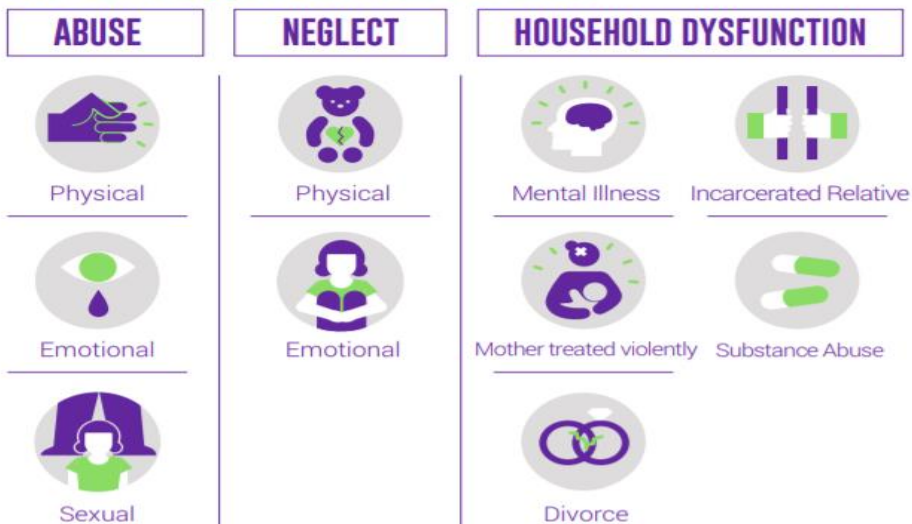 ABUSE
NEGLECT
HOUSEHOLD DYSFUNCTION
Physical
Physical
Mental Illness
Incarcerated Relative
Emotional
Emotional
Mother treated violently
Substance Abuse
Sexual
Divorce